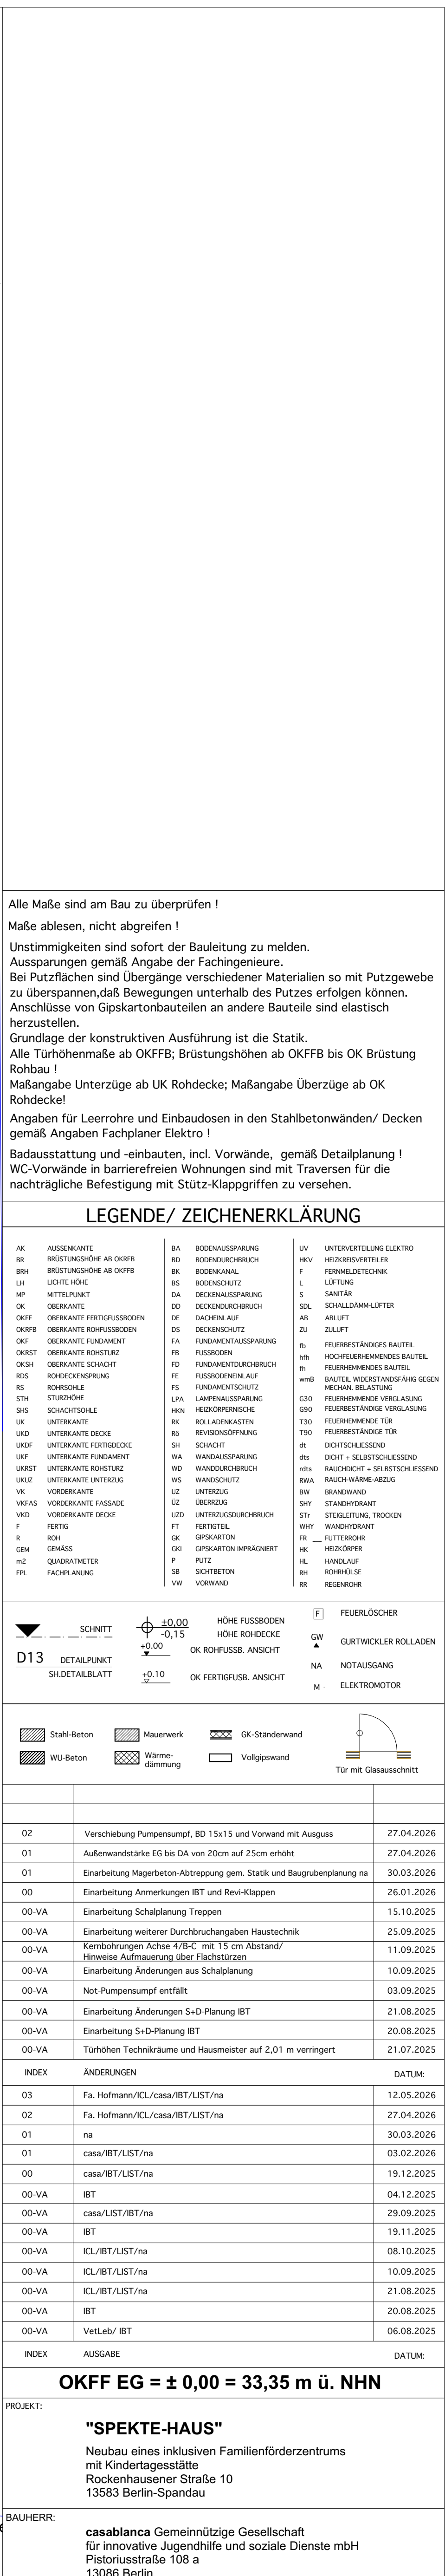 Alle Maße sind am Bau zu überprüfen !
Maße ablesen, nicht abgreifen !
Unstimmigkeiten sind sofort der Bauleitung zu melden.
Aussparungen gemäß Angabe der Fachingenieure.
Bei Putzflächen sind Übergänge verschiedener Materialien so mit Putzgewebe
zu überspannen,daß Bewegungen unterhalb des Putzes erfolgen können.
Anschlüsse von Gipskartonbauteilen an andere Bauteile sind elastisch
herzustellen.
Grundlage der konstruktiven Ausführung ist die Statik.
Alle Türhöhenmaße ab OKFFB; Brüstungshöhen ab OKFFB bis OK Brüstung
Rohbau !
Maßangabe Unterzüge ab UK Rohdecke; Maßangabe Überzüge ab OK
Rohdecke!
Angaben für Leerrohre und Einbaudosen in den Stahlbetonwänden/ Decken
gemäß Angaben Fachplaner Elektro !
Badausstattung und -einbauten, incl. Vorwände, gemäß Detailplanung !
WC-Vorwände in barrierefreien Wohnungen sind mit Traversen für die
nachträgliche Befestigung mit Stütz-Klappgriffen zu versehen.
LEGENDE/ ZEICHENERKLÄRUNG
AK AUSSENKANTE
BR BRÜSTUNGSHÖHE AB OKRFB
BRH BRÜSTUNGSHÖHE AB OKFFB
LH LICHTE HÖHE
MP MITTELPUNKT
OK OBERKANTE
OKFF OBERKANTE FERTIGFUSSBODEN
OKRFB OBERKANTE ROHFUSSBODEN
OKF OBERKANTE FUNDAMENT
OKRST OBERKANTE ROHSTURZ
OKSH OBERKANTE SCHACHT
RDS ROHDECKENSPRUNG
RS ROHRSOHLE
STH STURZHÖHE
SHS SCHACHTSOHLE
UK UNTERKANTE
UKD UNTERKANTE DECKE
UKDF UNTERKANTE FERTIGDECKE
UKF UNTERKANTE FUNDAMENT
UKRST UNTERKANTE ROHSTURZ
UKUZ UNTERKANTE UNTERZUG
VK VORDERKANTE
VKFAS VORDERKANTE FASSADE
VKD VORDERKANTE DECKE
F FERTIG
R ROH
GEM GEMÄSS
m2 QUADRATMETER
FPL FACHPLANUNG
BA BODENAUSSPARUNG
BD BODENDURCHBRUCH
BK BODENKANAL
BS BODENSCHUTZ
DA DECKENAUSSPARUNG
DD DECKENDURCHBRUCH
DE DACHEINLAUF
DS DECKENSCHUTZ
FA FUNDAMENTAUSSPARUNG
FB FUSSBODEN
FD FUNDAMENTDURCHBRUCH
FE FUSSBODENEINLAUF
FS FUNDAMENTSCHUTZ
LPA LAMPENAUSSPARUNG
HKN HEIZKÖRPERNISCHE
RK ROLLADENKASTEN
Rö REVISIONSÖFFNUNG
SH SCHACHT
WA WANDAUSSPARUNG
WD WANDDURCHBRUCH
WS WANDSCHUTZ
UZ UNTERZUG
ÜZ ÜBERRZUG
UZD UNTERZUGSDURCHBRUCH
FT FERTIGTEIL
GK GIPSKARTON
GKI GIPSKARTON IMPRÄGNIERT
P PUTZ
SB SICHTBETON
VW VORWAND
UV UNTERVERTEILUNG ELEKTRO
HKV HEIZKREISVERTEILER
F FERNMELDETECHNIK
L LÜFTUNG
S SANITÄR
SDL SCHALLDÄMM-LÜFTER
AB ABLUFT
ZU ZULUFT
fb FEUERBESTÄNDIGES BAUTEIL
hfh HOCHFEUERHEMMENDES BAUTEIL
fh FEUERHEMMENDES BAUTEIL
wmB BAUTEIL WIDERSTANDSFÄHIG GEGEN
MECHAN. BELASTUNG
G30 FEUERHEMMENDE VERGLASUNG
G90 FEUERBESTÄNDIGE VERGLASUNG
T30 FEUERHEMMENDE TÜR
T90 FEUERBESTÄNDIGE TÜR
dt DICHTSCHLIESSEND
dts DICHT + SELBSTSCHLIESSEND
rdts RAUCHDICHT + SELBSTSCHLIESSEND
RWA RAUCH-WÄRME-ABZUG
BW BRANDWAND
SHY STANDHYDRANT
STr STEIGLEITUNG, TROCKEN
WHY WANDHYDRANT
FR __ FUTTERROHR
HK HEIZKÖRPER
HL HANDLAUF
RH ROHRHÜLSE
RR REGENROHR
SCHNITT
D13 DETAILPUNKT
SH.DETAILBLATT
±0,00 HÖHE FUSSBODEN
-0,15 HÖHE ROHDECKE
+0.00 OK ROHFUSSB. ANSICHT
+0.10 OK FERTIGFUSB. ANSICHT
F FEUERLÖSCHER
GW GURTWICKLER ROLLADEN
NA NOTAUSGANG
M ELEKTROMOTOR
Stahl-Beton
Mauerwerk
GK-Ständerwand
WU-Beton
Wärme-
dämmung
Vollgipswand
Tür mit Glasausschnitt
02 Verschiebung Pumpensumpf, BD 15x15 und Vorwand mit Ausguss 27.04.2026
01 Außenwandstärke EG bis DA von 20cm auf 25cm erhöht 27.04.2026
01 Einarbeitung Magerbeton-Abtreppung gem. Statik und Baugrubenplanung na 30.03.2026
00 Einarbeitung Anmerkungen IBT und Revi-Klappen 26.01.2026
00-VA Einarbeitung Schalplanung Treppen 15.10.2025
00-VA Einarbeitung weiterer Durchbruchangaben Haustechnik 25.09.2025
00-VA Kernbohrungen Achse 4/B-C mit 15 cm Abstand/ 11.09.2025
Hinweise Aufmauerung über Flachstürzen
00-VA Einarbeitung Änderungen aus Schalplanung 10.09.2025
00-VA Not-Pumpensumpf entfällt 03.09.2025
00-VA Einarbeitung Änderungen S+D-Planung IBT 21.08.2025
00-VA Einarbeitung S+D-Planung IBT 20.08.2025
00-VA Türhöhen Technikräume und Hausmeister auf 2,01 m verringert 21.07.2025
INDEX ÄNDERUNGEN DATUM:
03 Fa. Hofmann/ICL/casa/IBT/LIST/na 12.05.2026
02 Fa. Hofmann/ICL/casa/IBT/LIST/na 27.04.2026
01 na 30.03.2026
01 casa/IBT/LIST/na 03.02.2026
00 casa/IBT/LIST/na 19.12.2025
00-VA IBT 04.12.2025
00-VA casa/LIST/IBT/na 29.09.2025
00-VA IBT 19.11.2025
00-VA ICL/IBT/LIST/na 08.10.2025
00-VA ICL/IBT/LIST/na 10.09.2025
00-VA ICL/IBT/LIST/na 21.08.2025
00-VA IBT 20.08.2025
00-VA VetLeb/ IBT 06.08.2025
INDEX AUSGABE DATUM:
OKFF EG = ± 0,00 = 33,35 m ü. NHN
PROJEKT:
"SPEKTE-HAUS"
Neubau eines inklusiven Familienförderzentrums
mit Kindertagesstätte
Rockenhausener Straße 10
13583 Berlin-Spandau
BAUHERR:
casablanca Gemeinnützige Gesellschaft
für innovative Jugendhilfe und soziale Dienste mbH
Pistoriusstraße 108 a
13086 Berlin